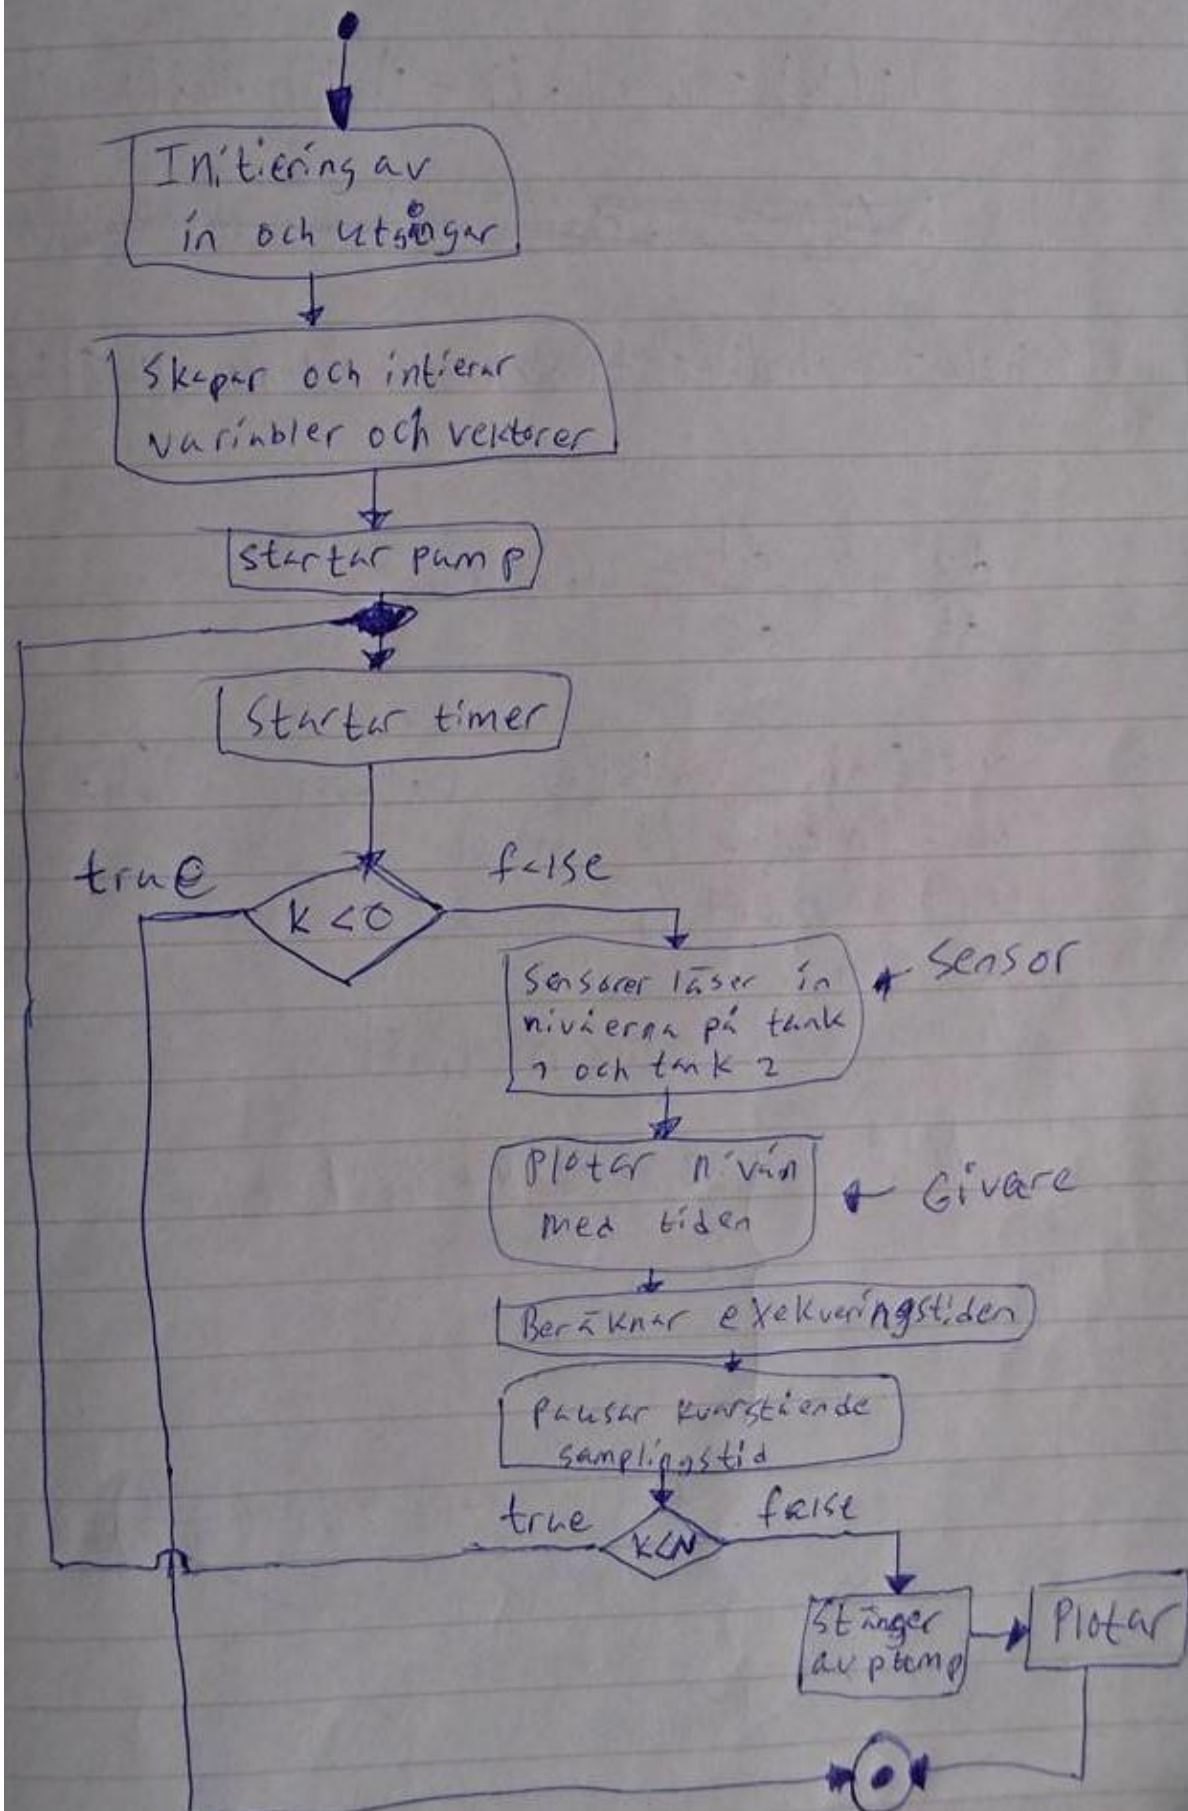 Initiering av
in och utgångar
Skapar och intierar
variabler och vektorer
startar pump
Startar timer
true
false
K<0
Sensorer läser in
nivåerna på tank
1 och tank 2
Sensor
Plotar nivån
med tiden
Givare
Beräknar exekveringstiden
Pausar kvarstående
samplingstid
true
false
K<N
Stänger
av pump
Plotar